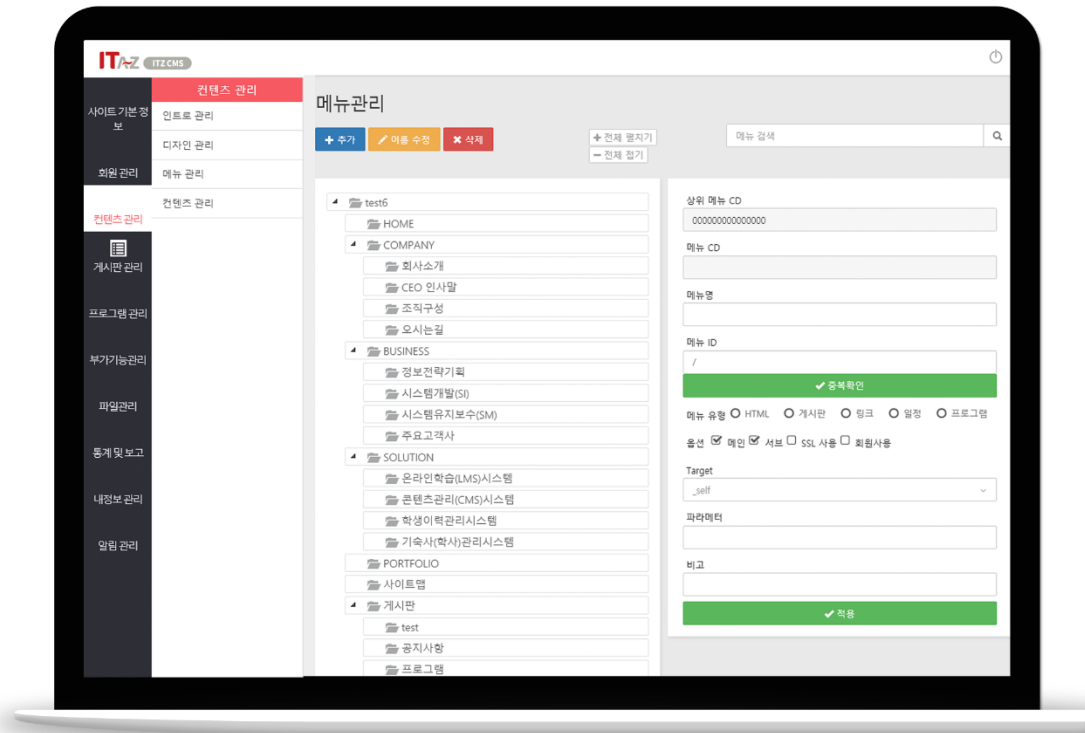 ITAZ ITZ CMS
사이트 기본 정
보
회원 관리
컨텐츠 관리
게시판 관리
프로그램 관리
부가기능관리
파일관리
통계 및 보고
내정보 관리
알림 관리
컨텐츠 관리
인트로 관리
디자인 관리
메뉴 관리
컨텐츠 관리
메뉴관리
추가
이름 수정
삭제
전체 펼치기
전체 접기
메뉴 검색
test6
HOME
COMPANY
회사소개
CEO 인사말
조직구성
오시는길
BUSINESS
정보전략기획
시스템개발(SI)
시스템유지보수(SM)
주요고객사
SOLUTION
온라인학습(LMS)시스템
콘텐츠관리(CMS)시스템
학생이력관리시스템
기숙사(학사)관리시스템
PORTFOLIO
사이트맵
게시판
test
공지사항
프로그램
상위 메뉴 CD
000000000000000
메뉴 CD
메뉴명
메뉴 ID
/
중복확인
메뉴 유형 HTML 게시판 링크 일정 프로그램
옵션 메인 서브 SSL 사용 회원사용
Target
_self
파라메터
비고
적용